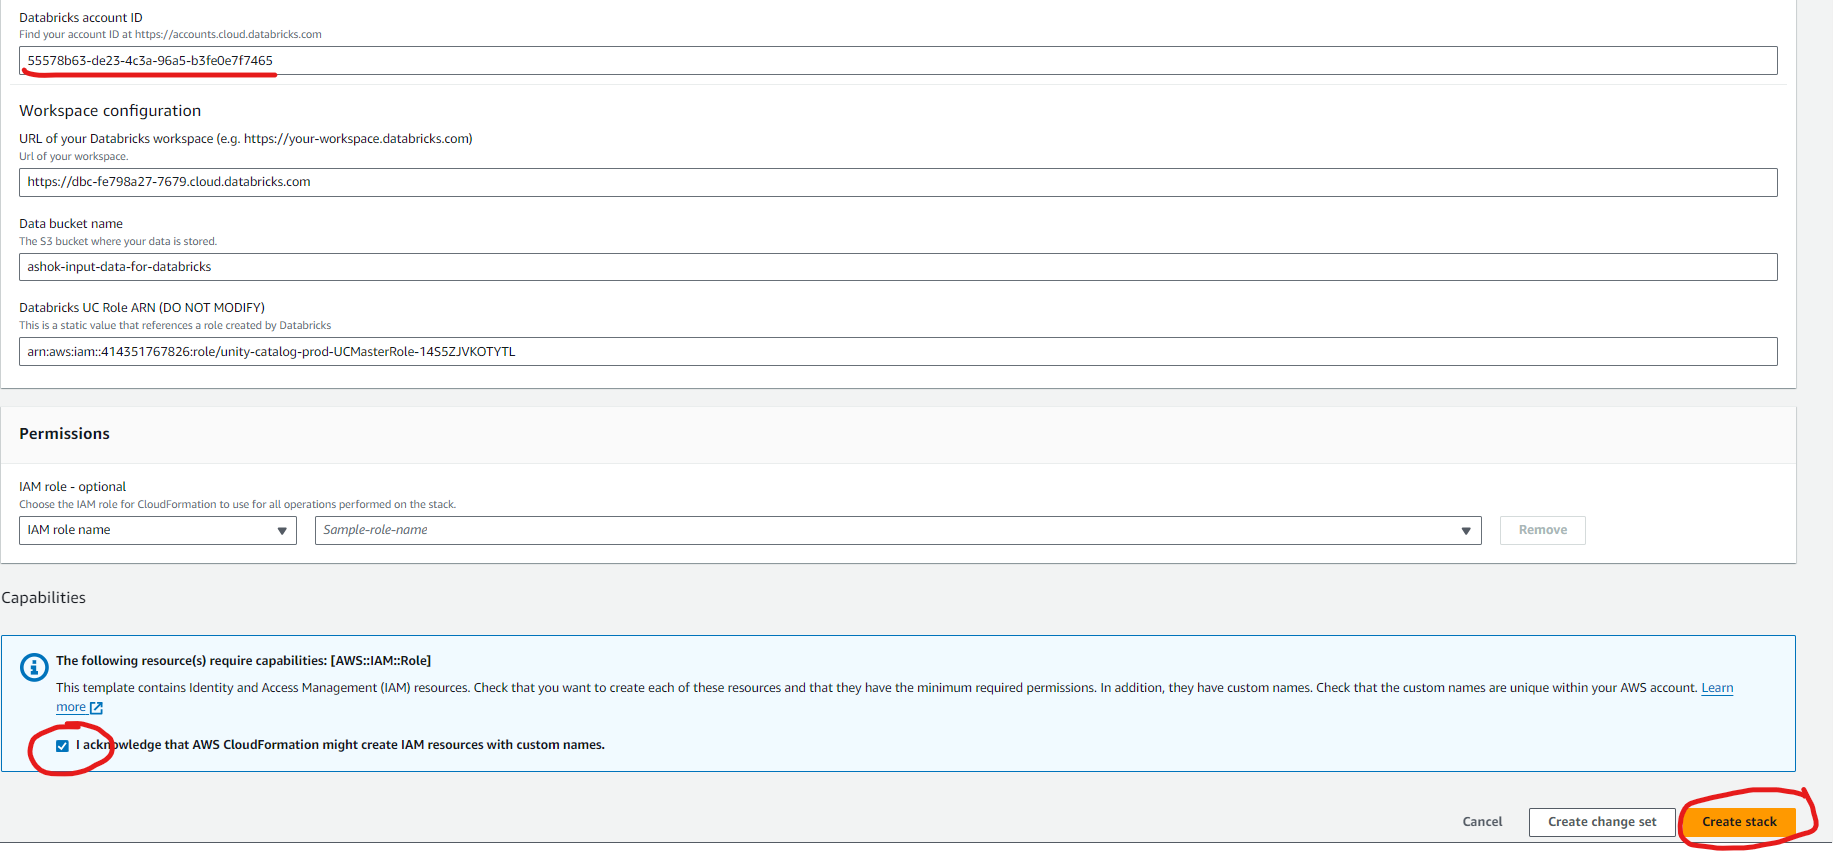 Databricks account ID
Find your account ID at https://accounts.cloud.databricks.com
55578b63-de23-4c3a-96a5-b3fe0e7f7465
Workspace configuration
URL of your Databricks workspace (e.g. https://your-workspace.databricks.com)
Url of your workspace.
https://dbc-fe798a27-7679.cloud.databricks.com
Data bucket name
The S3 bucket where your data is stored.
ashok-input-data-for-databricks
Databricks UC Role ARN (DO NOT MODIFY)
This is a static value that references a role created by Databricks
arn:aws:iam::414351767826:role/unity-catalog-prod-UCMasterRole-14S5ZJVKOTYTL
Permissions
IAM role - optional
Choose the IAM role for CloudFormation to use for all operations performed on the stack.
IAM role name Sample-role-name Remove
Capabilities
The following resource(s) require capabilities: [AWS::IAM::Role]
This template contains Identity and Access Management (IAM) resources. Check that you want to create each of these resources and that they have the minimum required permissions. In addition, they have custom names. Check that the custom names are unique within your AWS account. Learn
more
I acknowledge that AWS CloudFormation might create IAM resources with custom names.
Cancel Create change set Create stack